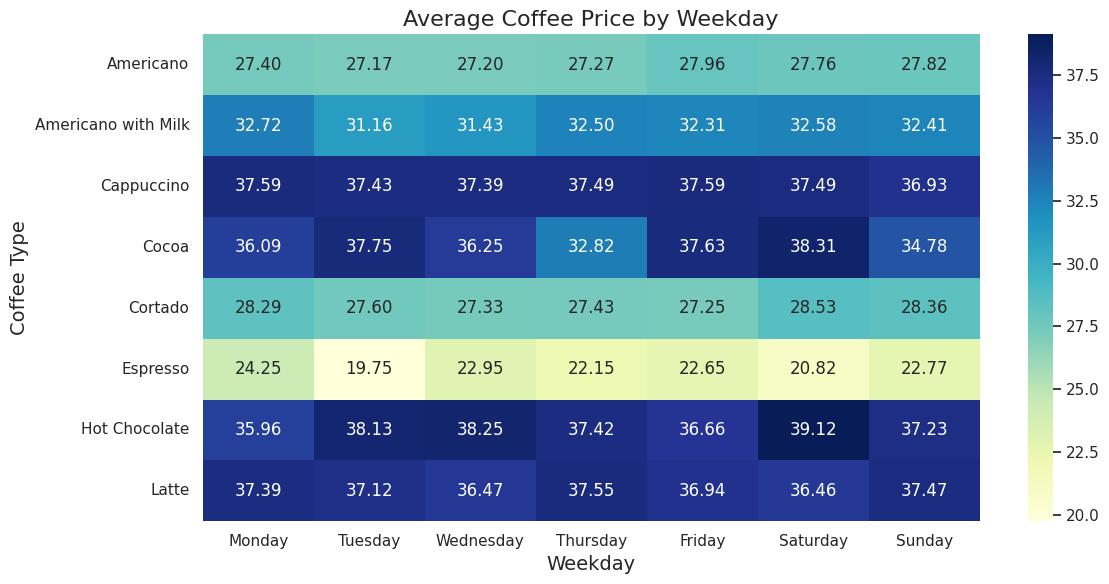 Average Coffee Price by Weekday
Coffee Type
Americano 27.40 27.17 27.20 27.27 27.96 27.76 27.82
Americano with Milk 32.72 31.16 31.43 32.50 32.31 32.58 32.41
Cappuccino 37.59 37.43 37.39 37.49 37.59 37.49 36.93
Cocoa 36.09 37.75 36.25 32.82 37.63 38.31 34.78
Cortado 28.29 27.60 27.33 27.43 27.25 28.53 28.36
Espresso 24.25 19.75 22.95 22.15 22.65 20.82 22.77
Hot Chocolate 35.96 38.13 38.25 37.42 36.66 39.12 37.23
Latte 37.39 37.12 36.47 37.55 36.94 36.46 37.47
Monday Tuesday Wednesday Thursday Friday Saturday Sunday
Weekday
37.5
35.0
32.5
30.0
27.5
25.0
22.5
20.0